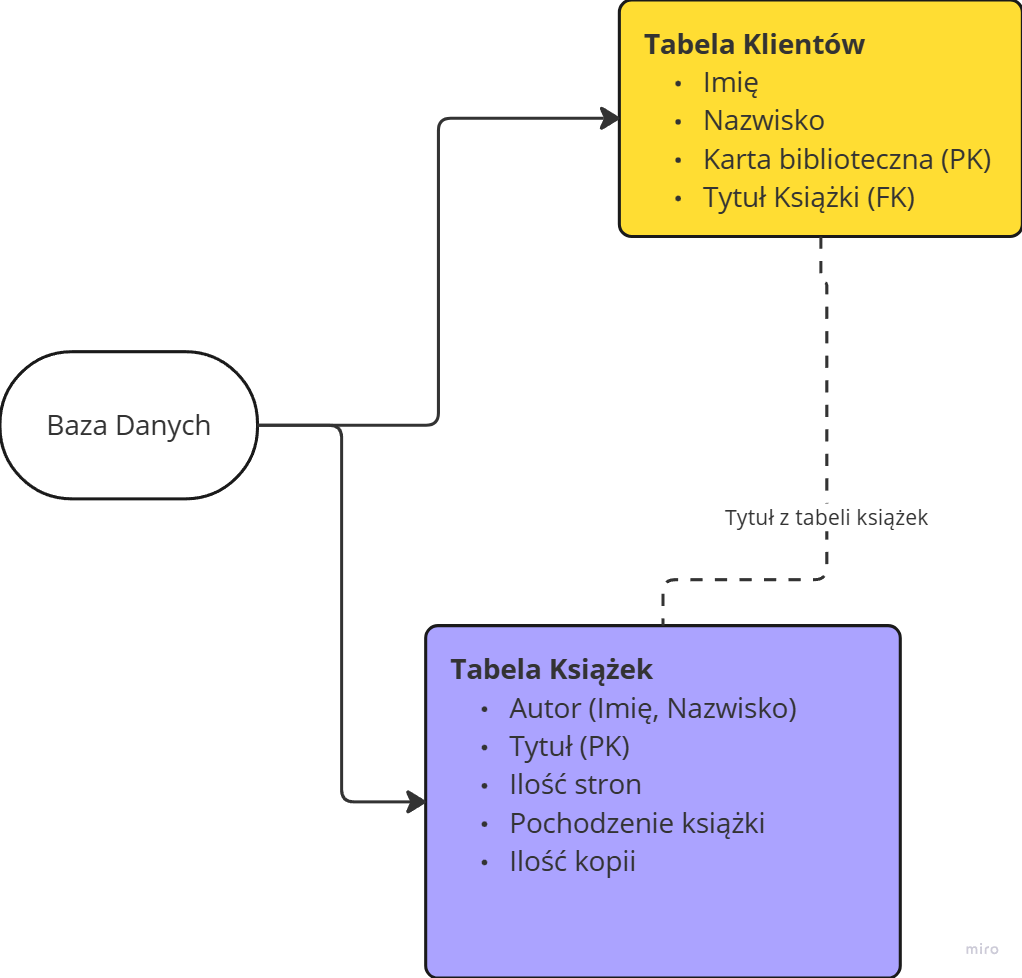 Tabela Klientów
• Imię
• Nazwisko
• Karta biblioteczna (PK)
• Tytuł Książki (FK)
Baza Danych
Tytuł z tabeli książek
Tabela Książek
• Autor (Imię, Nazwisko)
• Tytuł (PK)
• Ilość stron
• Pochodzenie książki
• Ilość kopii
miro